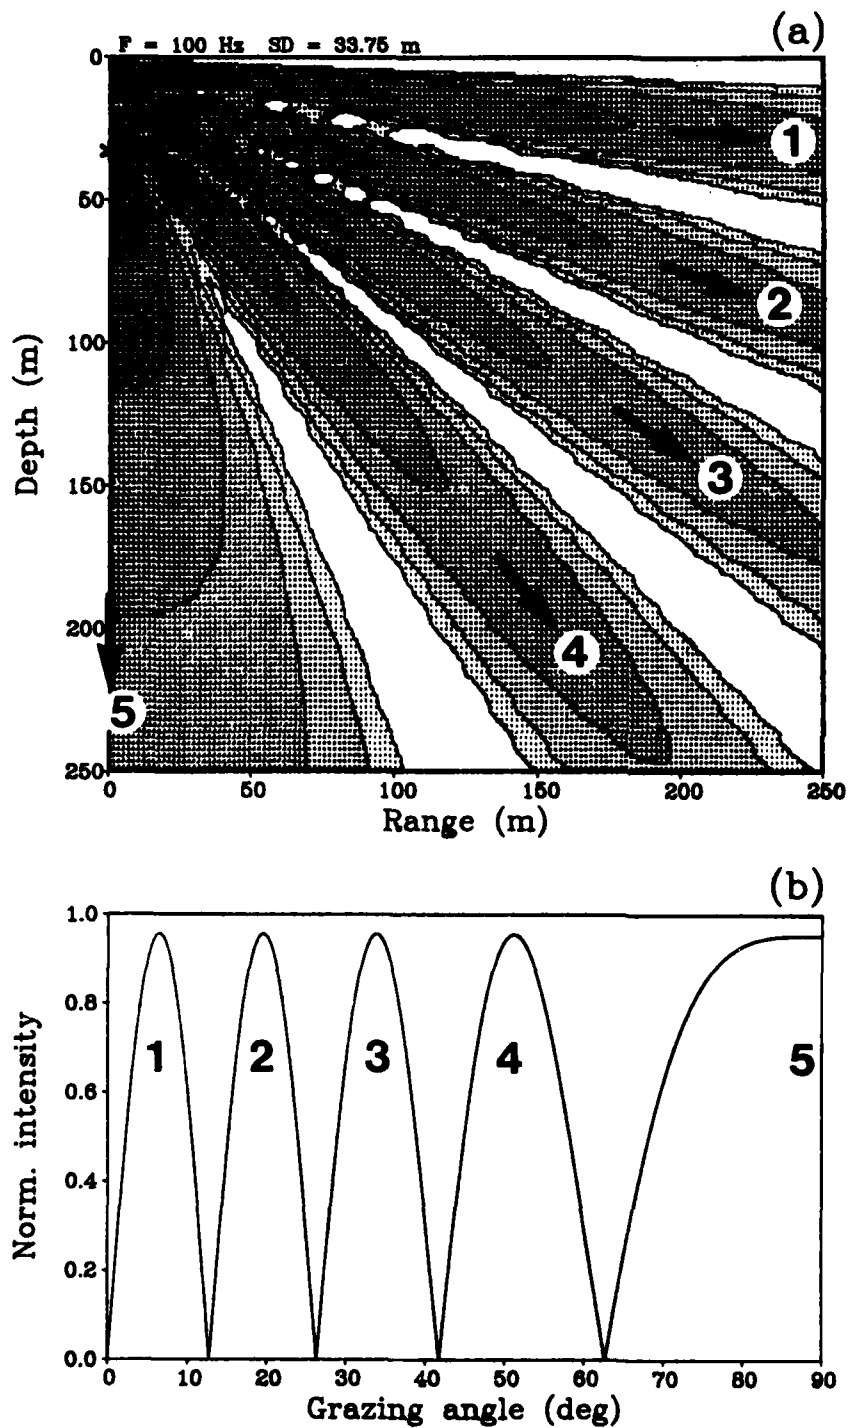 (a)
F = 100 Hz SD = 33.75 m
0
50
100
150
200
250
Depth (m)
1
2
3
4
5
0 50 100 150 200 250
Range (m)
(b)
1.0
0.8
0.6
0.4
0.2
0.0
Norm. intensity
1 2 3 4 5
0 10 20 30 40 50 60 70 80 90
Grazing angle (deg)